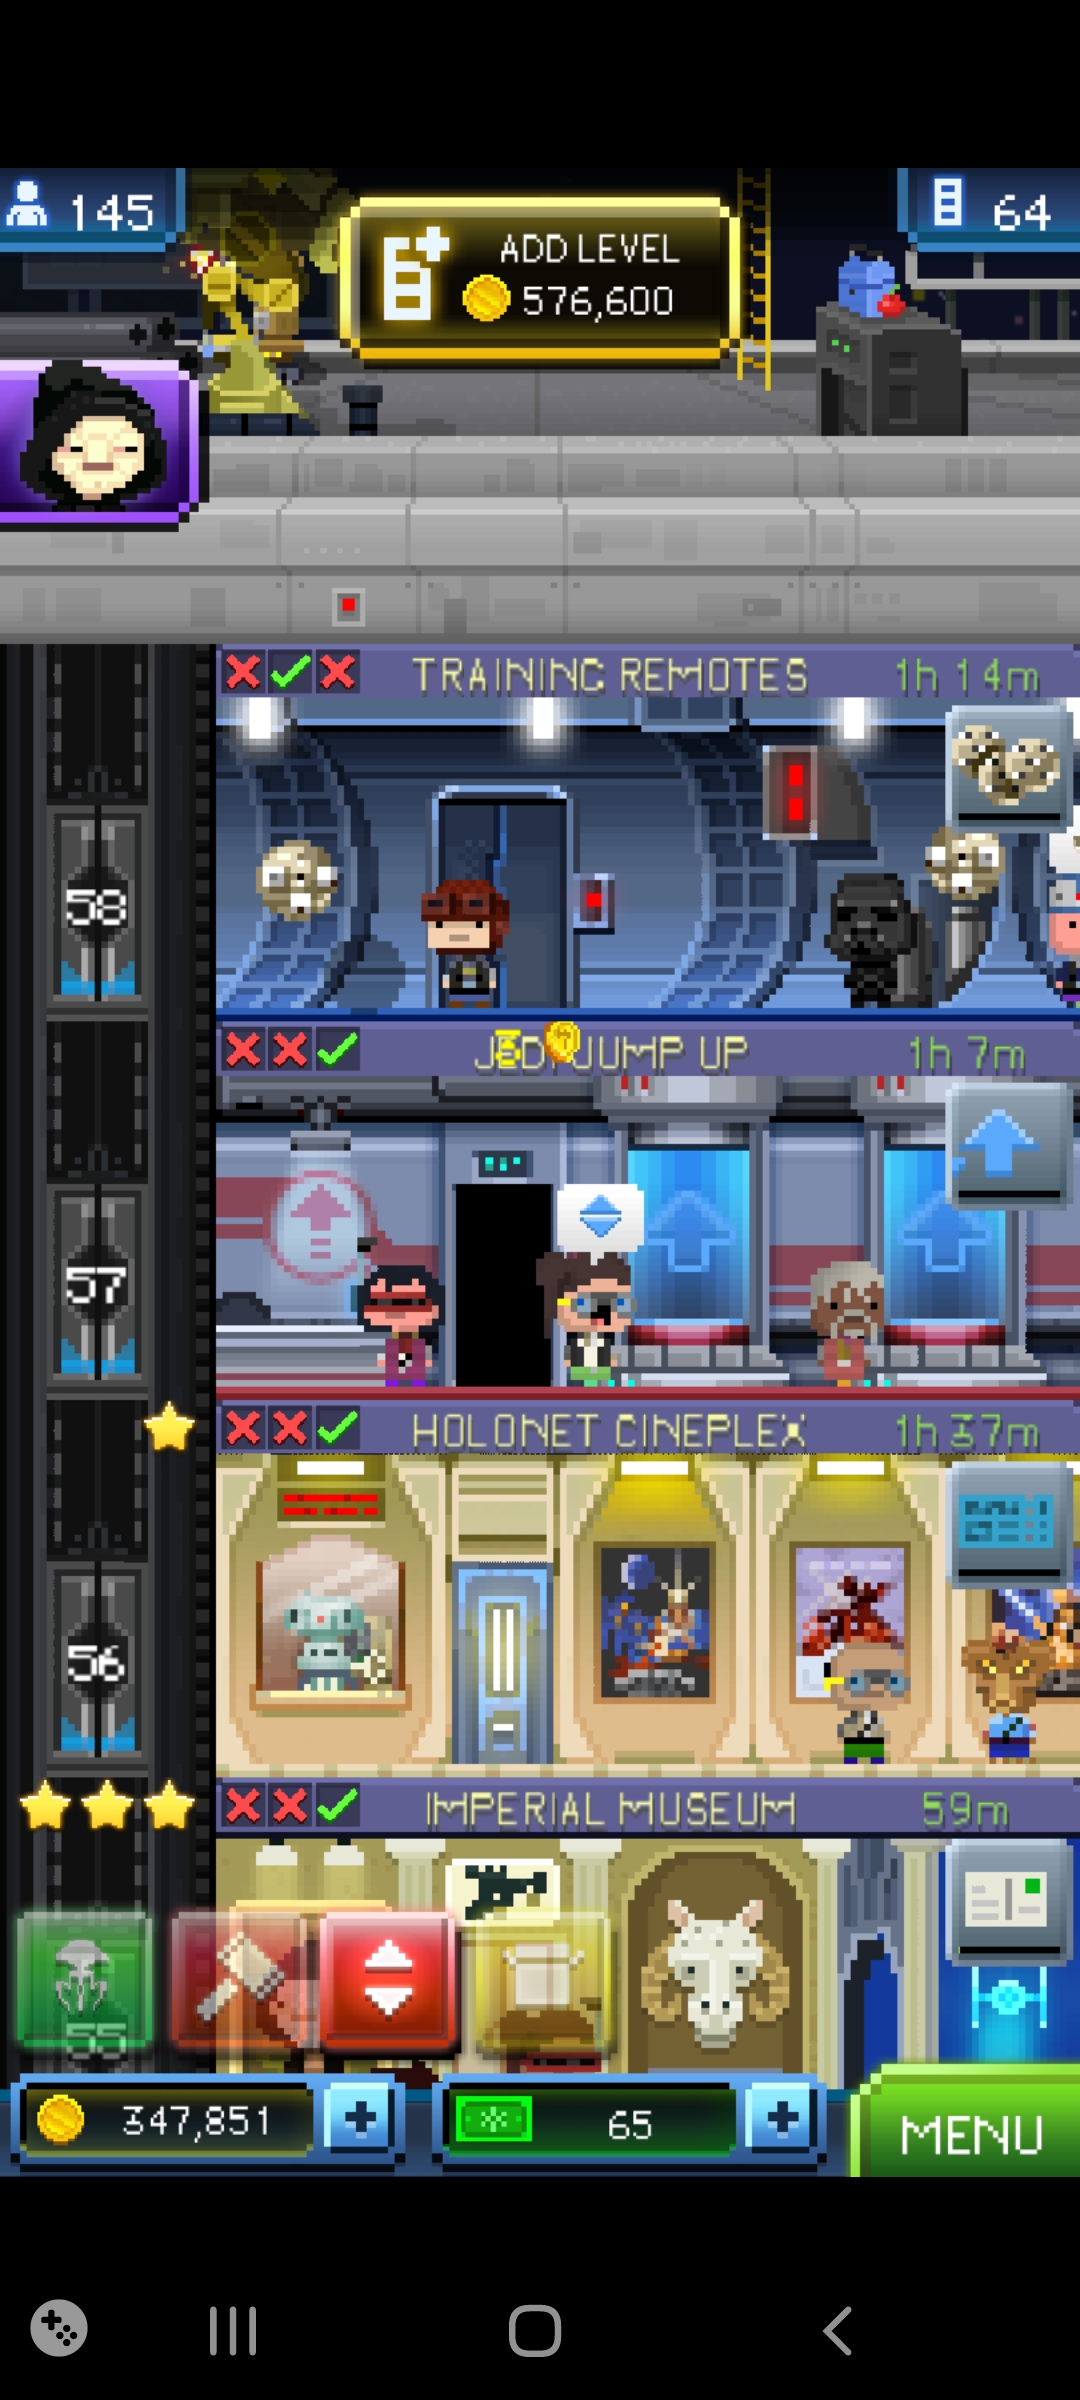 145
ADD LEVEL
576,600
64
TRAINING REMOTES 1h 14m
58
JEDI JUMP UP 1h 7m
57
HOLONET CINEPLEX 1h 37m
56
IMPERIAL MUSEUM 59m
55
347,851
65
MENU